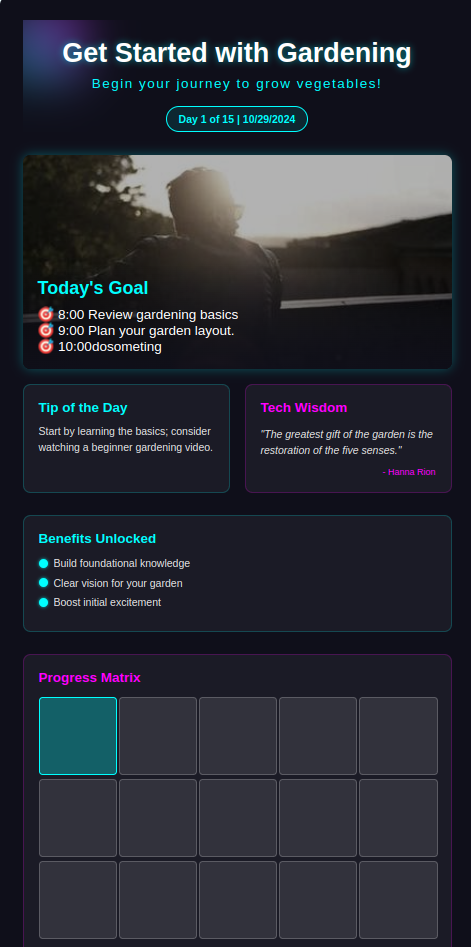 Get Started with Gardening
Begin your journey to grow vegetables!
Day 1 of 15 | 10/29/2024
Today's Goal
🎯 8:00 Review gardening basics
🎯 9:00 Plan your garden layout.
🎯 10:00dosometing
Tip of the Day
Start by learning the basics; consider
watching a beginner gardening video.
Tech Wisdom
"The greatest gift of the garden is the
restoration of the five senses."
- Hanna Rion
Benefits Unlocked
Build foundational knowledge
Clear vision for your garden
Boost initial excitement
Progress Matrix